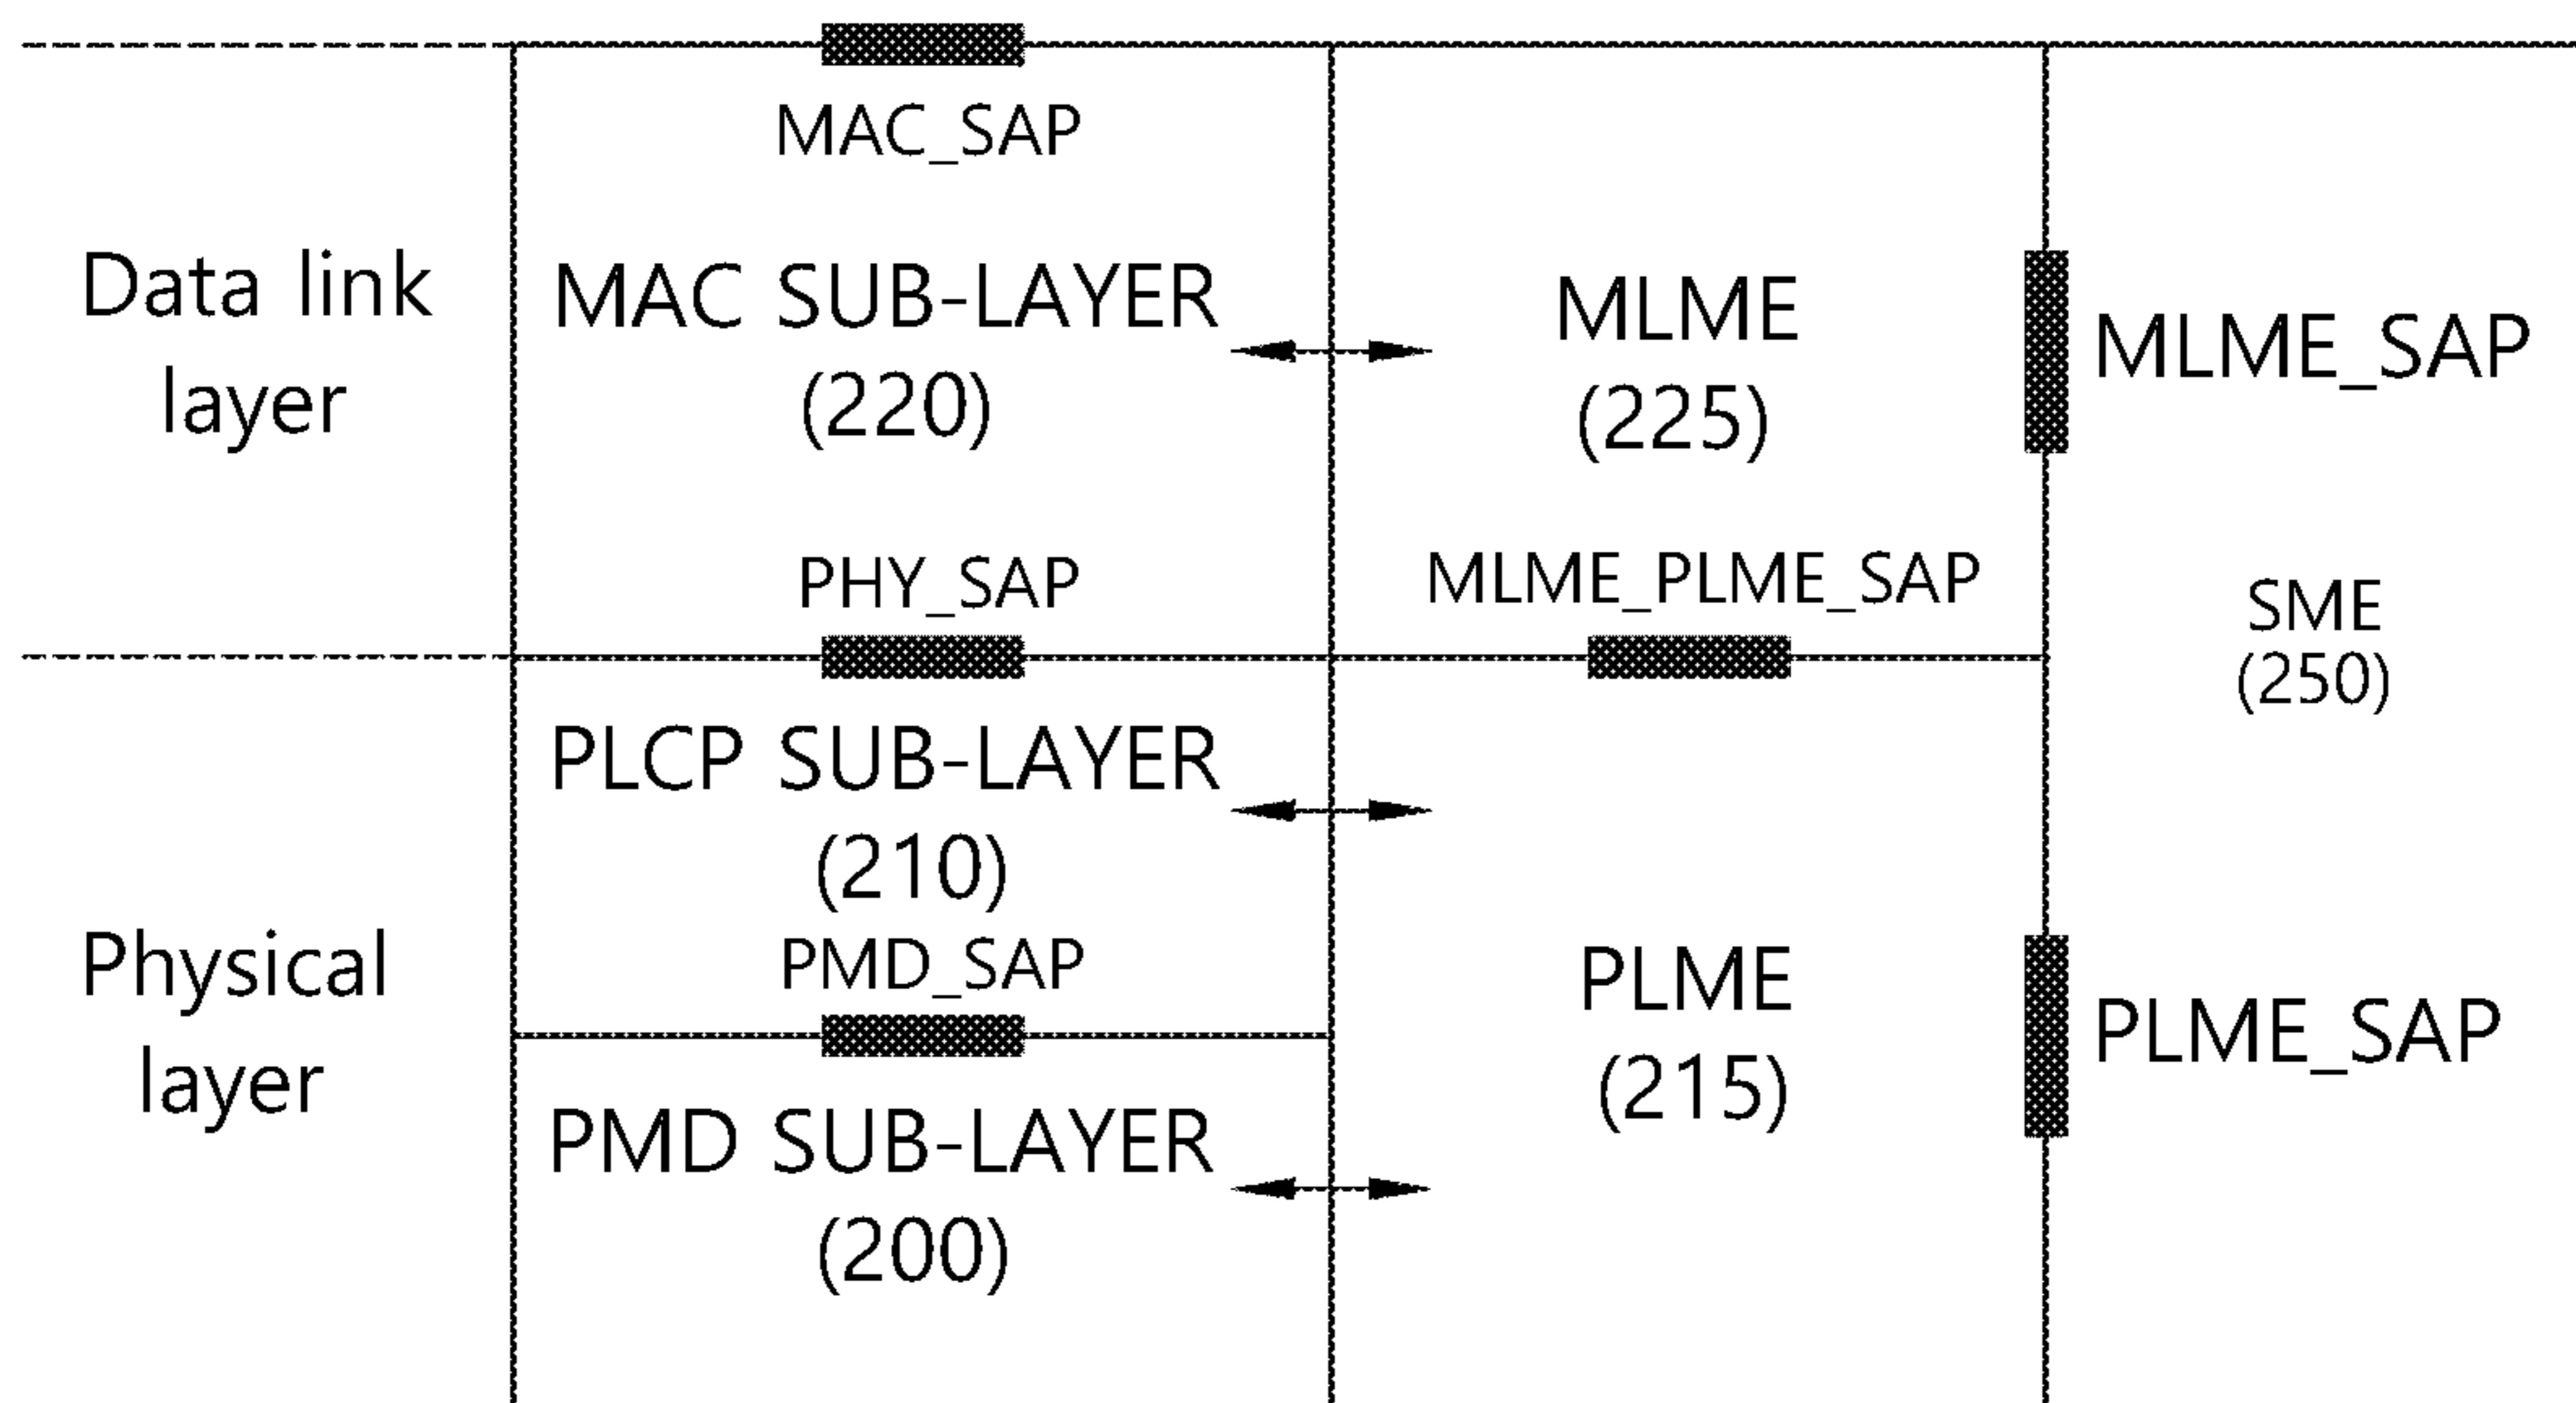 MAC_SAP
Data link
layer
MAC SUB-LAYER
(220)
MLME
(225)
MLME_SAP
PHY_SAP
MLME_PLME_SAP
SME
(250)
PLCP SUB-LAYER
(210)
PMD_SAP
Physical
layer
PLME
(215)
PLME_SAP
PMD SUB-LAYER
(200)